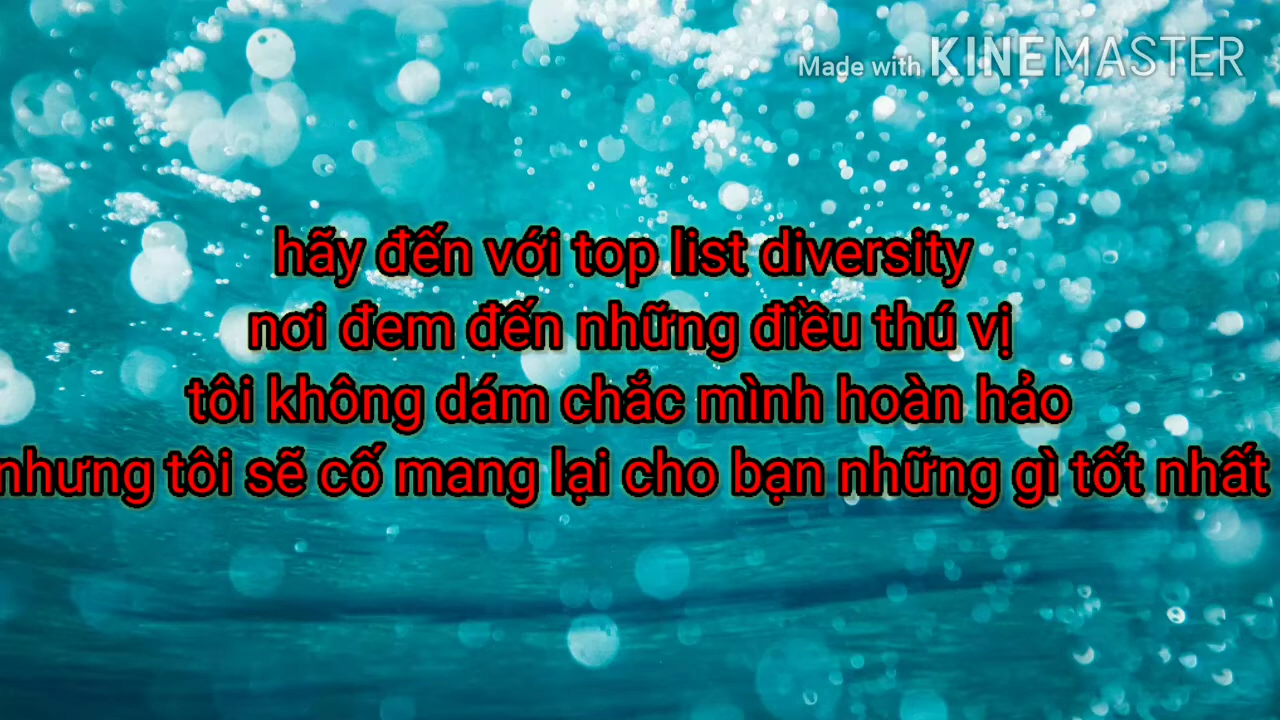 Made with KINEMASTER
hãy đến với top list diversity
nơi đem đến những điều thú vị
tôi không dám chắc mình hoàn hảo
nhưng tôi sẽ cố mang lại cho bạn những gì tốt nhất